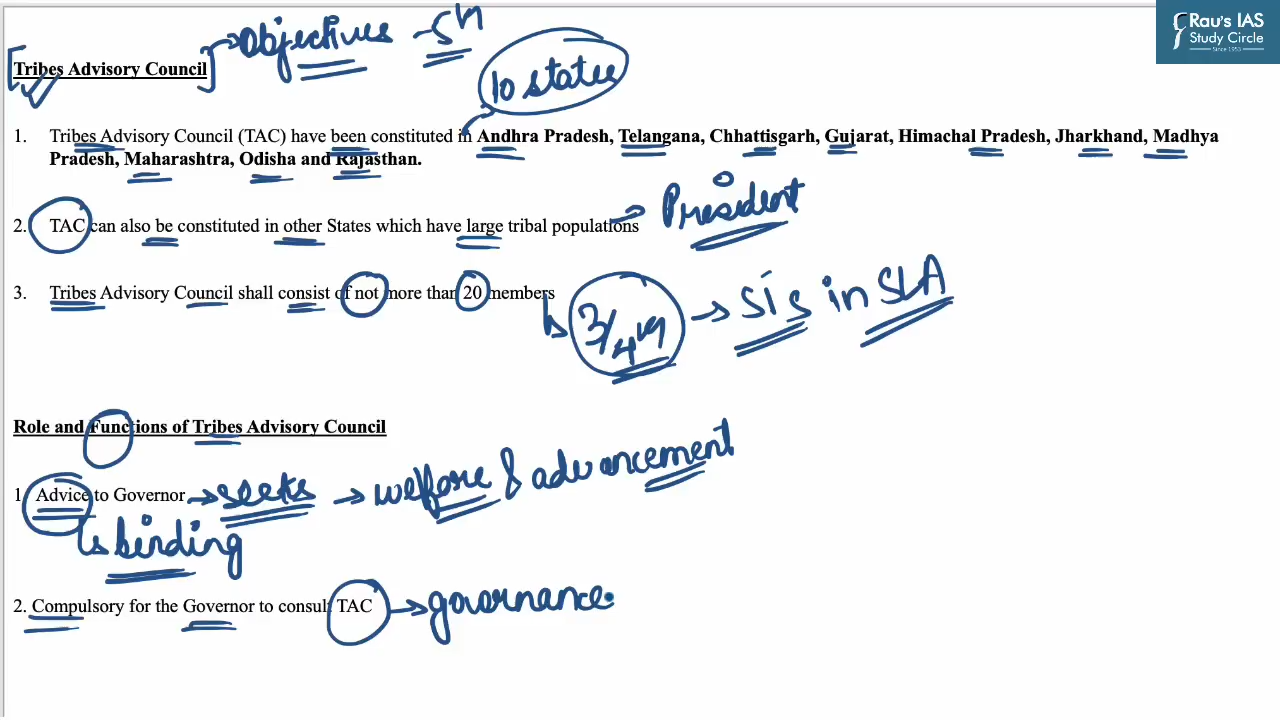 Rau's IAS
Study Circle
Since 1953
Tribes Advisory Council → Objectives - 5th
10 states
1. Tribes Advisory Council (TAC) have been constituted in Andhra Pradesh, Telangana, Chhattisgarh, Gujarat, Himachal Pradesh, Jharkhand, Madhya
Pradesh, Maharashtra, Odisha and Rajasthan.
2. TAC can also be constituted in other States which have large tribal populations → President
3. Tribes Advisory Council shall consist of not more than 20 members
3/4th → STs in SLA
Role and Functions of Tribes Advisory Council
1. Advice to Governor → seeks → welfare & advancement
binding
2. Compulsory for the Governor to consult TAC → governance